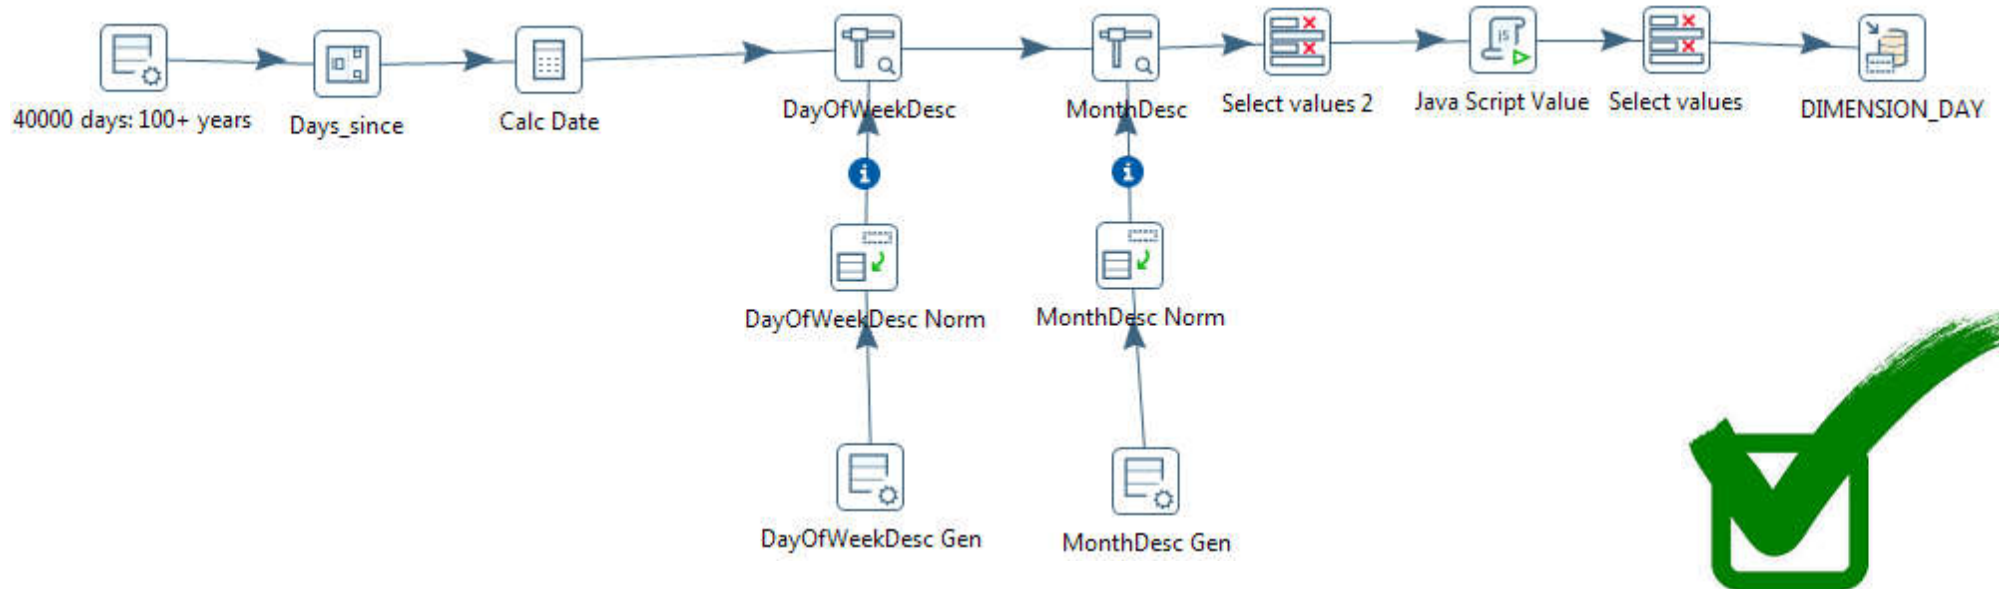 40000 days: 100+ years
Days_since
Calc Date
DayOfWeekDesc
MonthDesc
Select values 2
Java Script Value
Select values
DIMENSION_DAY
DayOfWeekDesc Norm
MonthDesc Norm
DayOfWeekDesc Gen
MonthDesc Gen